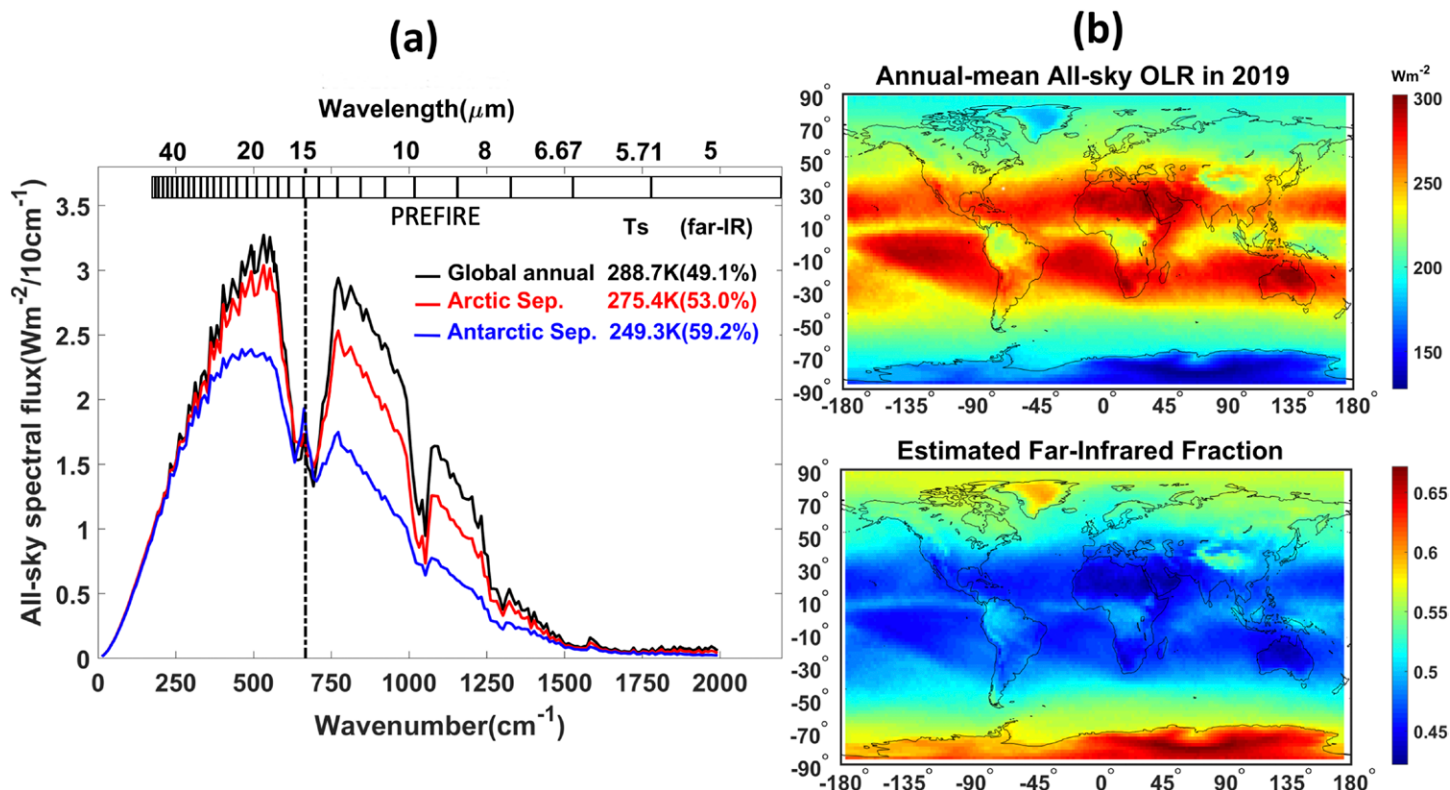 (a)
Wavelength(μm)
40 20 15 10 8 6.67 5.71 5
PREFIRE
Ts (far-IR)
Global annual 288.7K(49.1%)
Arctic Sep. 275.4K(53.0%)
Antarctic Sep. 249.3K(59.2%)
All-sky spectral flux(Wm⁻²/10cm⁻¹)
3.5
3
2.5
2
1.5
1
0.5
0
0 250 500 750 1000 1250 1500 1750 2000
Wavenumber(cm⁻¹)
(b)
Annual-mean All-sky OLR in 2019
Wm⁻²
90°
70°
50°
30°
10°
-10°
-30°
-50°
-70°
-90°
-180° -135° -90° -45° 0° 45° 90° 135° 180°
300
250
200
150
Estimated Far-Infrared Fraction
90°
70°
50°
30°
10°
-10°
-30°
-50°
-70°
-90°
-180° -135° -90° -45° 0° 45° 90° 135° 180°
0.65
0.6
0.55
0.5
0.45